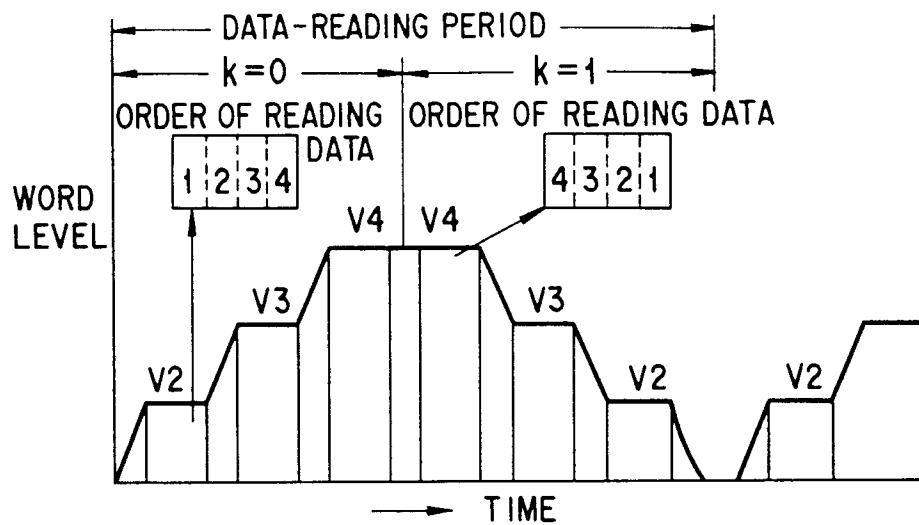 DATA-READING PERIOD
k=0 k=1
ORDER OF READING DATA
ORDER OF READING DATA
1 2 3 4
4 3 2 1
WORD LEVEL
V4 V4
V3 V3
V2 V2 V2
TIME